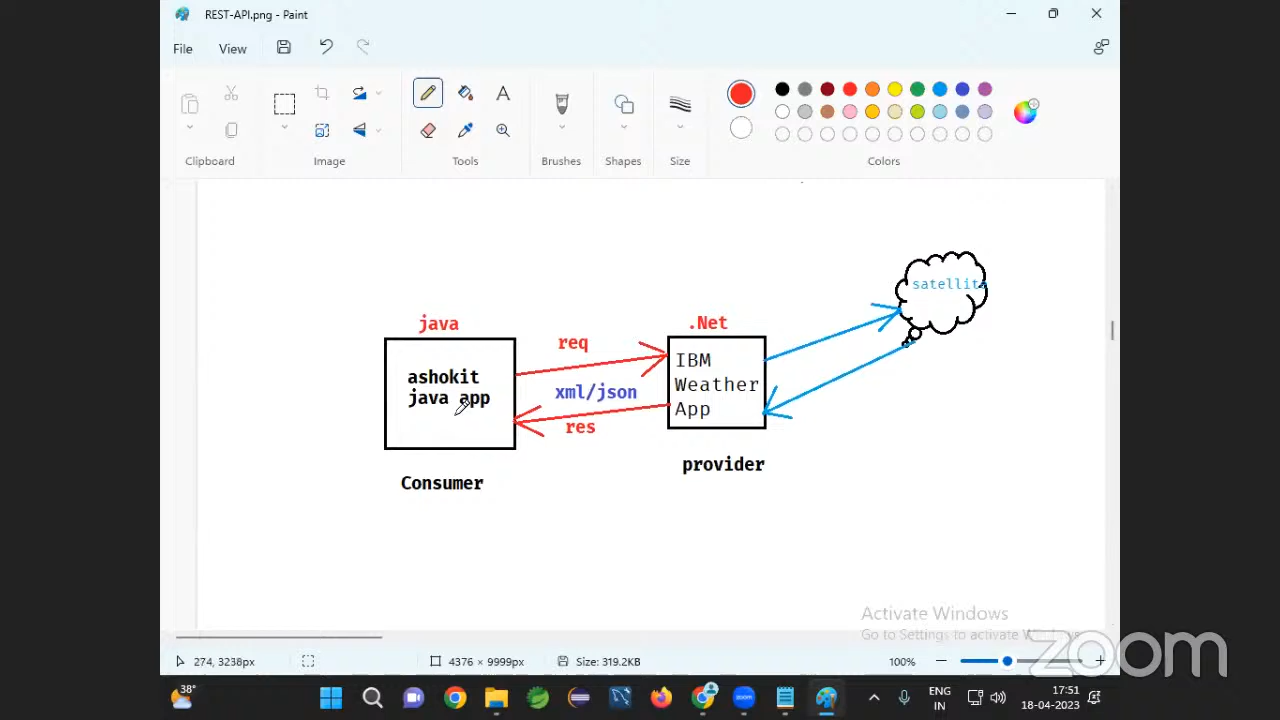 REST-API.png - Paint
File
View
Clipboard
Image
Tools
Brushes
Shapes
Size
Colors
satellite
java
.Net
req
IBM
Weather
App
ashokit
java app
xml/json
res
provider
Consumer
Activate Windows
Go to Settings to activate
zoom
274, 3238px
4376 × 9999px
Size: 319.2KB
100%
38°
zoom
ENG
IN
17:51
18-04-2023